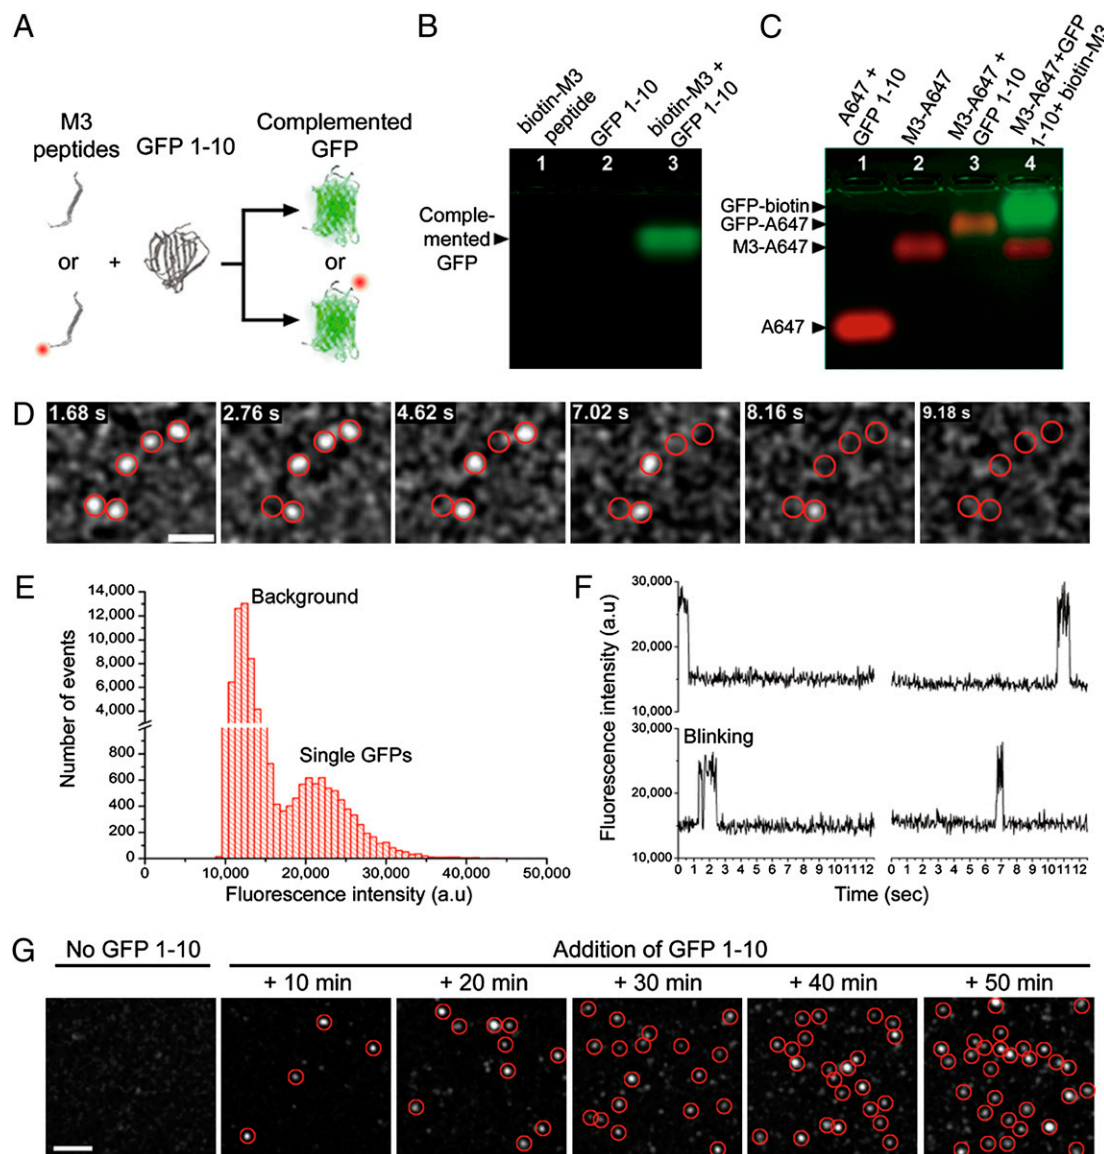 A
M3
peptides
GFP 1-10
Complemented
GFP
or
+
or
B
biotin-M3
peptide
GFP 1-10
biotin-M3 +
GFP 1-10
1
2
3
Comple-
mented
GFP
C
A647 +
GFP 1-10
M3-A647
M3-A647 +
GFP 1-10
M3-A647+GFP
1-10+ biotin-M3
1
2
3
4
GFP-biotin
GFP-A647
M3-A647
A647
D
1.68 s
2.76 s
4.62 s
7.02 s
8.16 s
9.18 s
E
Number of events
14,000
12,000
10,000
8,000
6,000
4,000
800
600
400
200
0
Background
Single GFPs
0
10,000
20,000
30,000
40,000
50,000
Fluorescence intensity (a.u)
F
Fluorescence intensity (a.u)
30,000
20,000
10,000
30,000
20,000
10,000
Blinking
0 1 2 3 4 5 6 7 8 9 10 11 12
0 1 2 3 4 5 6 7 8 9 10 11 12
Time (sec)
G
No GFP 1-10
Addition of GFP 1-10
+ 10 min
+ 20 min
+ 30 min
+ 40 min
+ 50 min